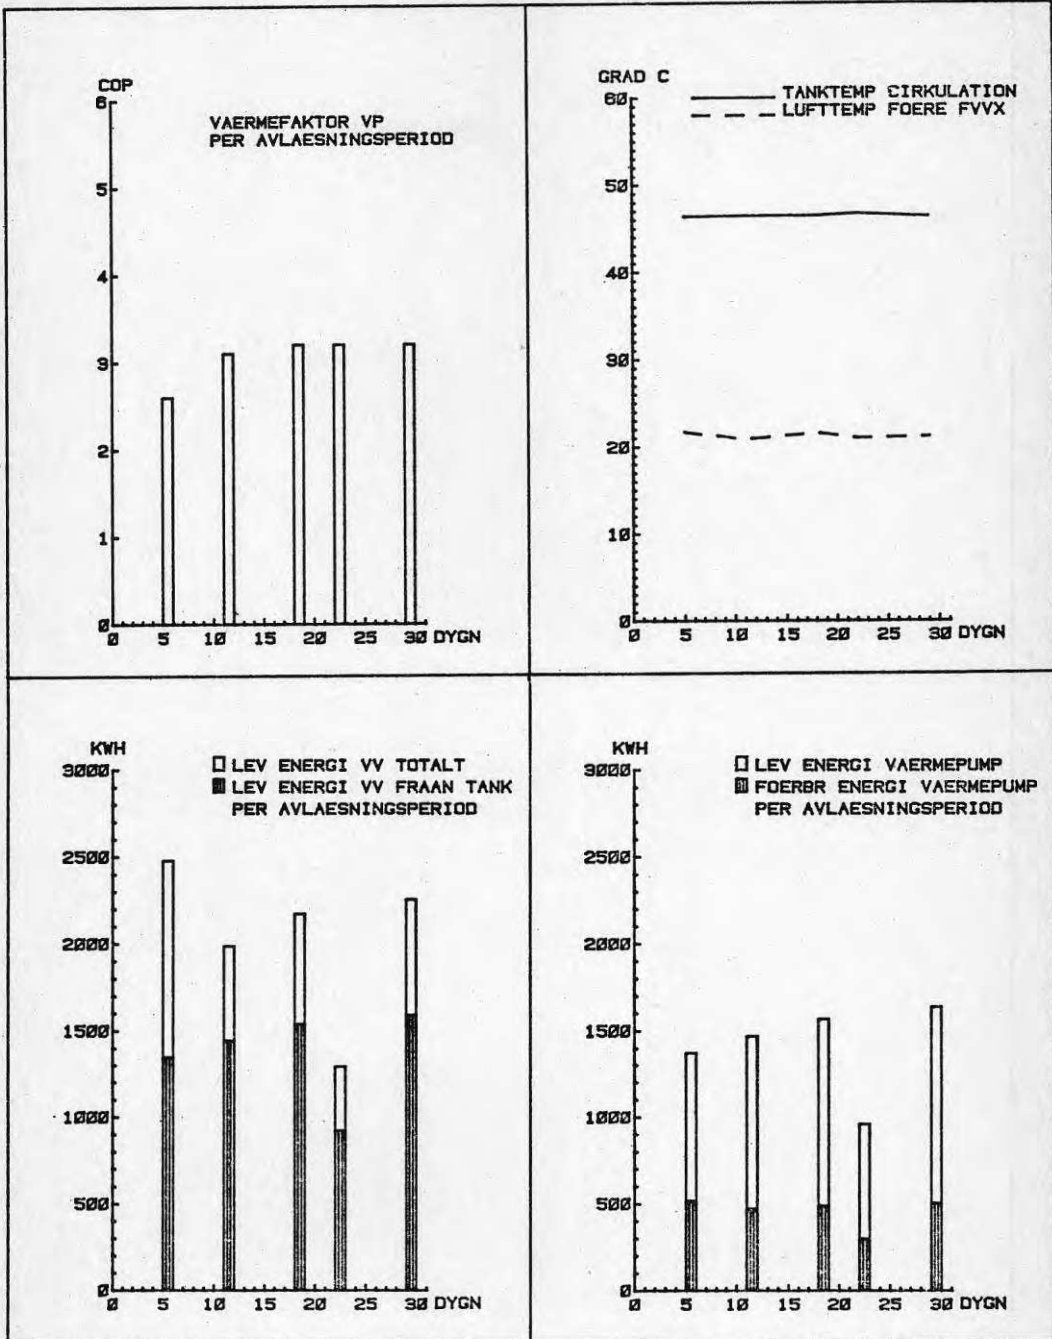 COP
VAERMEFAKTOR VP
PER AVLAESNINGSPERIOD
6
5
4
3
2
1
0
0 5 10 15 20 25 30 DYGN
GRAD C
TANKTEMP CIRKULATION
LUFTTEMP FOERE FVVX
60
50
40
30
20
10
0
0 5 10 15 20 25 30 DYGN
KWH
LEV ENERGI VV TOTALT
LEV ENERGI VV FRAAN TANK
PER AVLAESNINGSPERIOD
3000
2500
2000
1500
1000
500
0
0 5 10 15 20 25 30 DYGN
KWH
LEV ENERGI VAERMEPUMP
FOERBR ENERGI VAERMEPUMP
PER AVLAESNINGSPERIOD
3000
2500
2000
1500
1000
500
0
0 5 10 15 20 25 30 DYGN